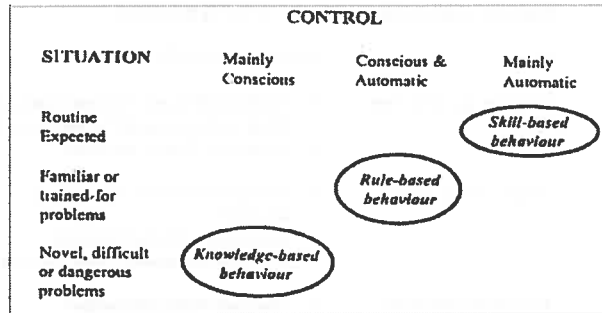 CONTROL
SITUATION
Mainly
Conscious
Conscious &
Automatic
Mainly
Automatic
Routine
Expected
Skill-based
behaviour
Familiar or
trained-for
problems
Rule-based
behaviour
Novel, difficult
or dangerous
problems
Knowledge-based
behaviour